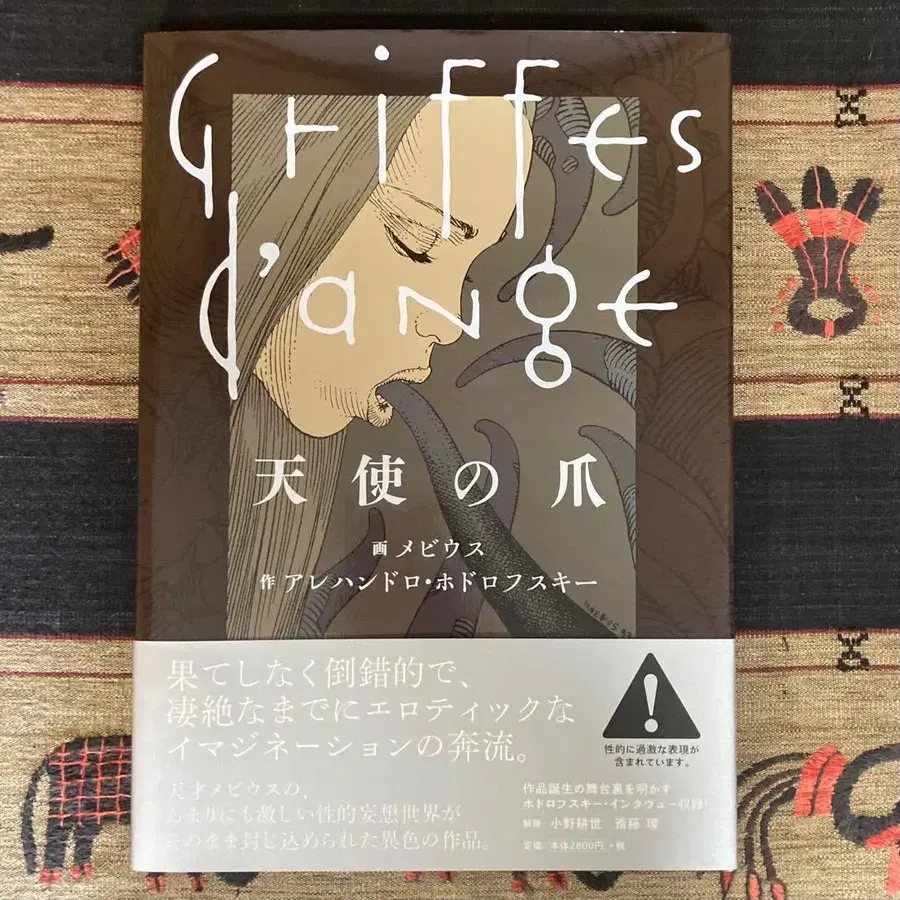 Griffes
d'ange
天使の爪
画 メビウス
作 アレハンドロ・ホドロフスキー
MOEBIUS
果てしなく倒錯的で、
凄絶なまでにエロティックな
イマジネーションの奔流。
性的に過激な表現が
含まれています。
天才メビウスの、
あまりにも激しい性的妄想世界が
そのまま封じ込められた異色の作品。
作品誕生の舞台裏を明かす
ホドロフスキー・インタヴュー収録!
解説 小野耕世 斎藤環
定価:本体2800円+税